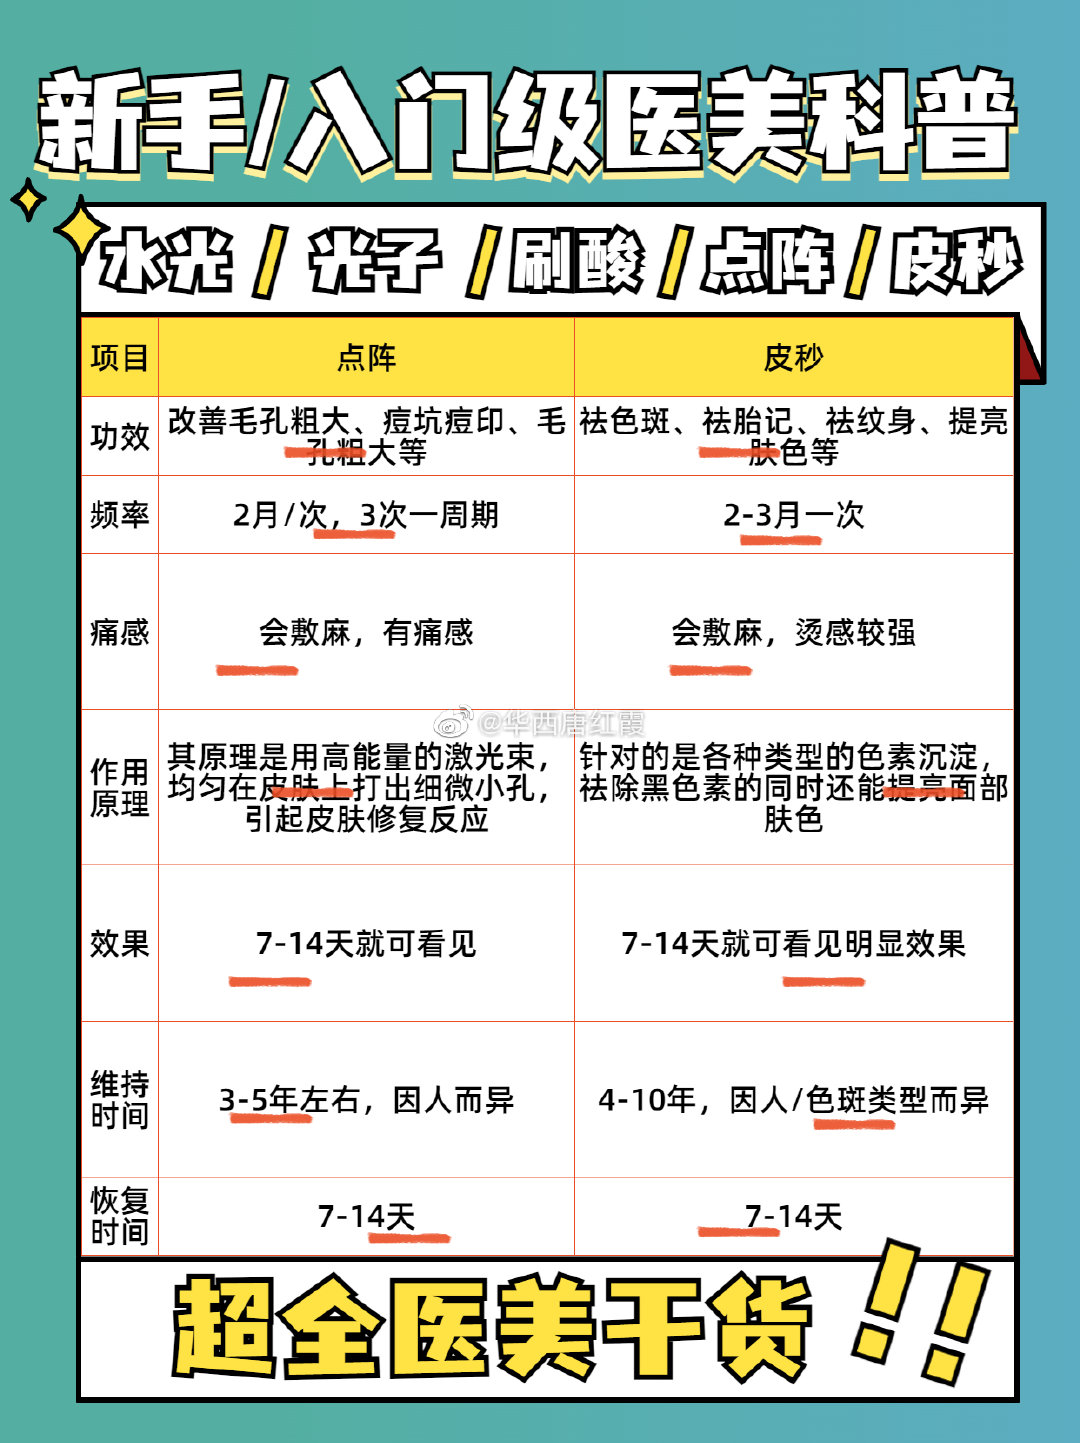 新手/入门级医美科普
水光 / 光子 / 刷酸 / 点阵 / 皮秒
项目 点阵 皮秒
功效 改善毛孔粗大、痘坑痘印、毛孔粗大等 祛色斑、祛胎记、祛纹身、提亮肤色等
频率 2月/次，3次一周期 2-3月一次
痛感 会敷麻，有痛感 会敷麻，烫感较强
@华西唐红霞
作用原理 其原理是用高能量的激光束，均匀在皮肤上打出细微小孔，引起皮肤修复反应 针对的是各种类型的色素沉淀，祛除黑色素的同时还能提亮面部肤色
效果 7-14天就可看见 7-14天就可看见明显效果
维持时间 3-5年左右，因人而异 4-10年，因人/色斑类型而异
恢复时间 7-14天 7-14天
超全医美干货!!